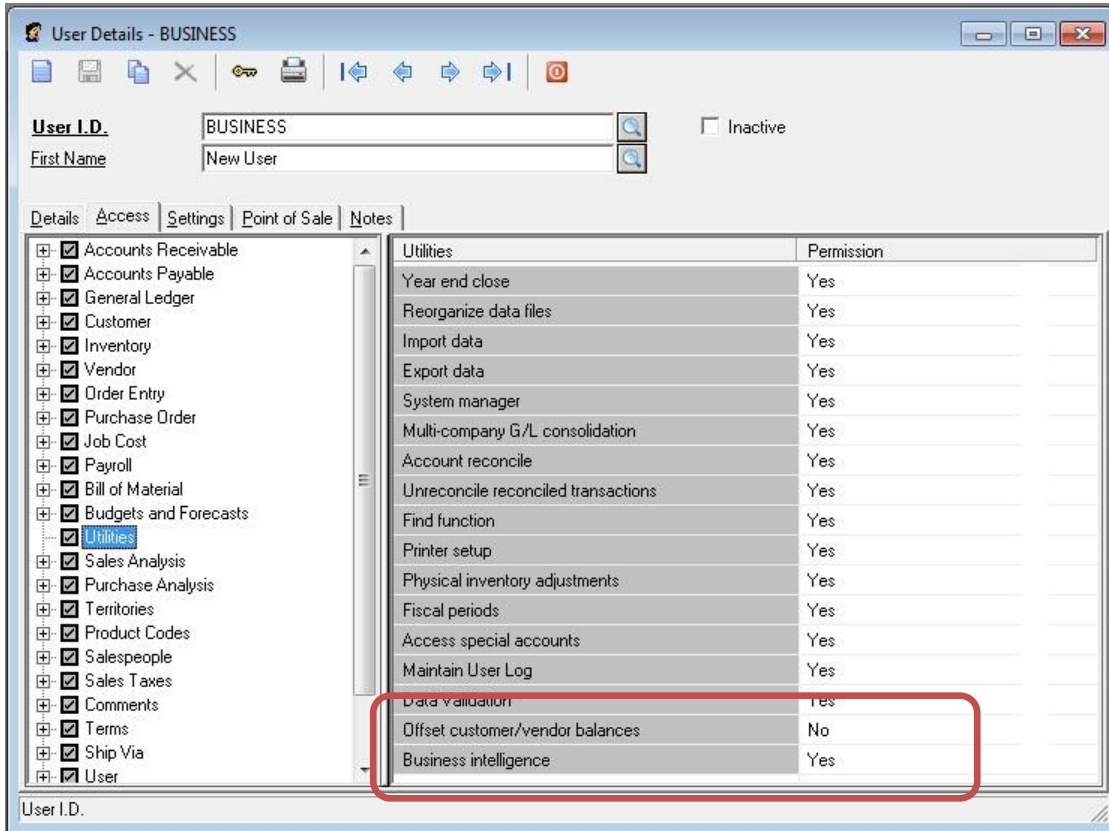 User Details - BUSINESS
User I.D. BUSINESS Inactive
First Name New User
Details Access Settings Point of Sale Notes
Accounts Receivable
Accounts Payable
General Ledger
Customer
Inventory
Vendor
Order Entry
Purchase Order
Job Cost
Payroll
Bill of Material
Budgets and Forecasts
Utilities
Sales Analysis
Purchase Analysis
Territories
Product Codes
Salespeople
Sales Taxes
Comments
Terms
Ship Via
User
Utilities Permission
Year end close Yes
Reorganize data files Yes
Import data Yes
Export data Yes
System manager Yes
Multi-company G/L consolidation Yes
Account reconcile Yes
Unreconcile reconciled transactions Yes
Find function Yes
Printer setup Yes
Physical inventory adjustments Yes
Fiscal periods Yes
Access special accounts Yes
Maintain User Log Yes
Data Validation Yes
Offset customer/vendor balances No
Business intelligence Yes
User I.D.